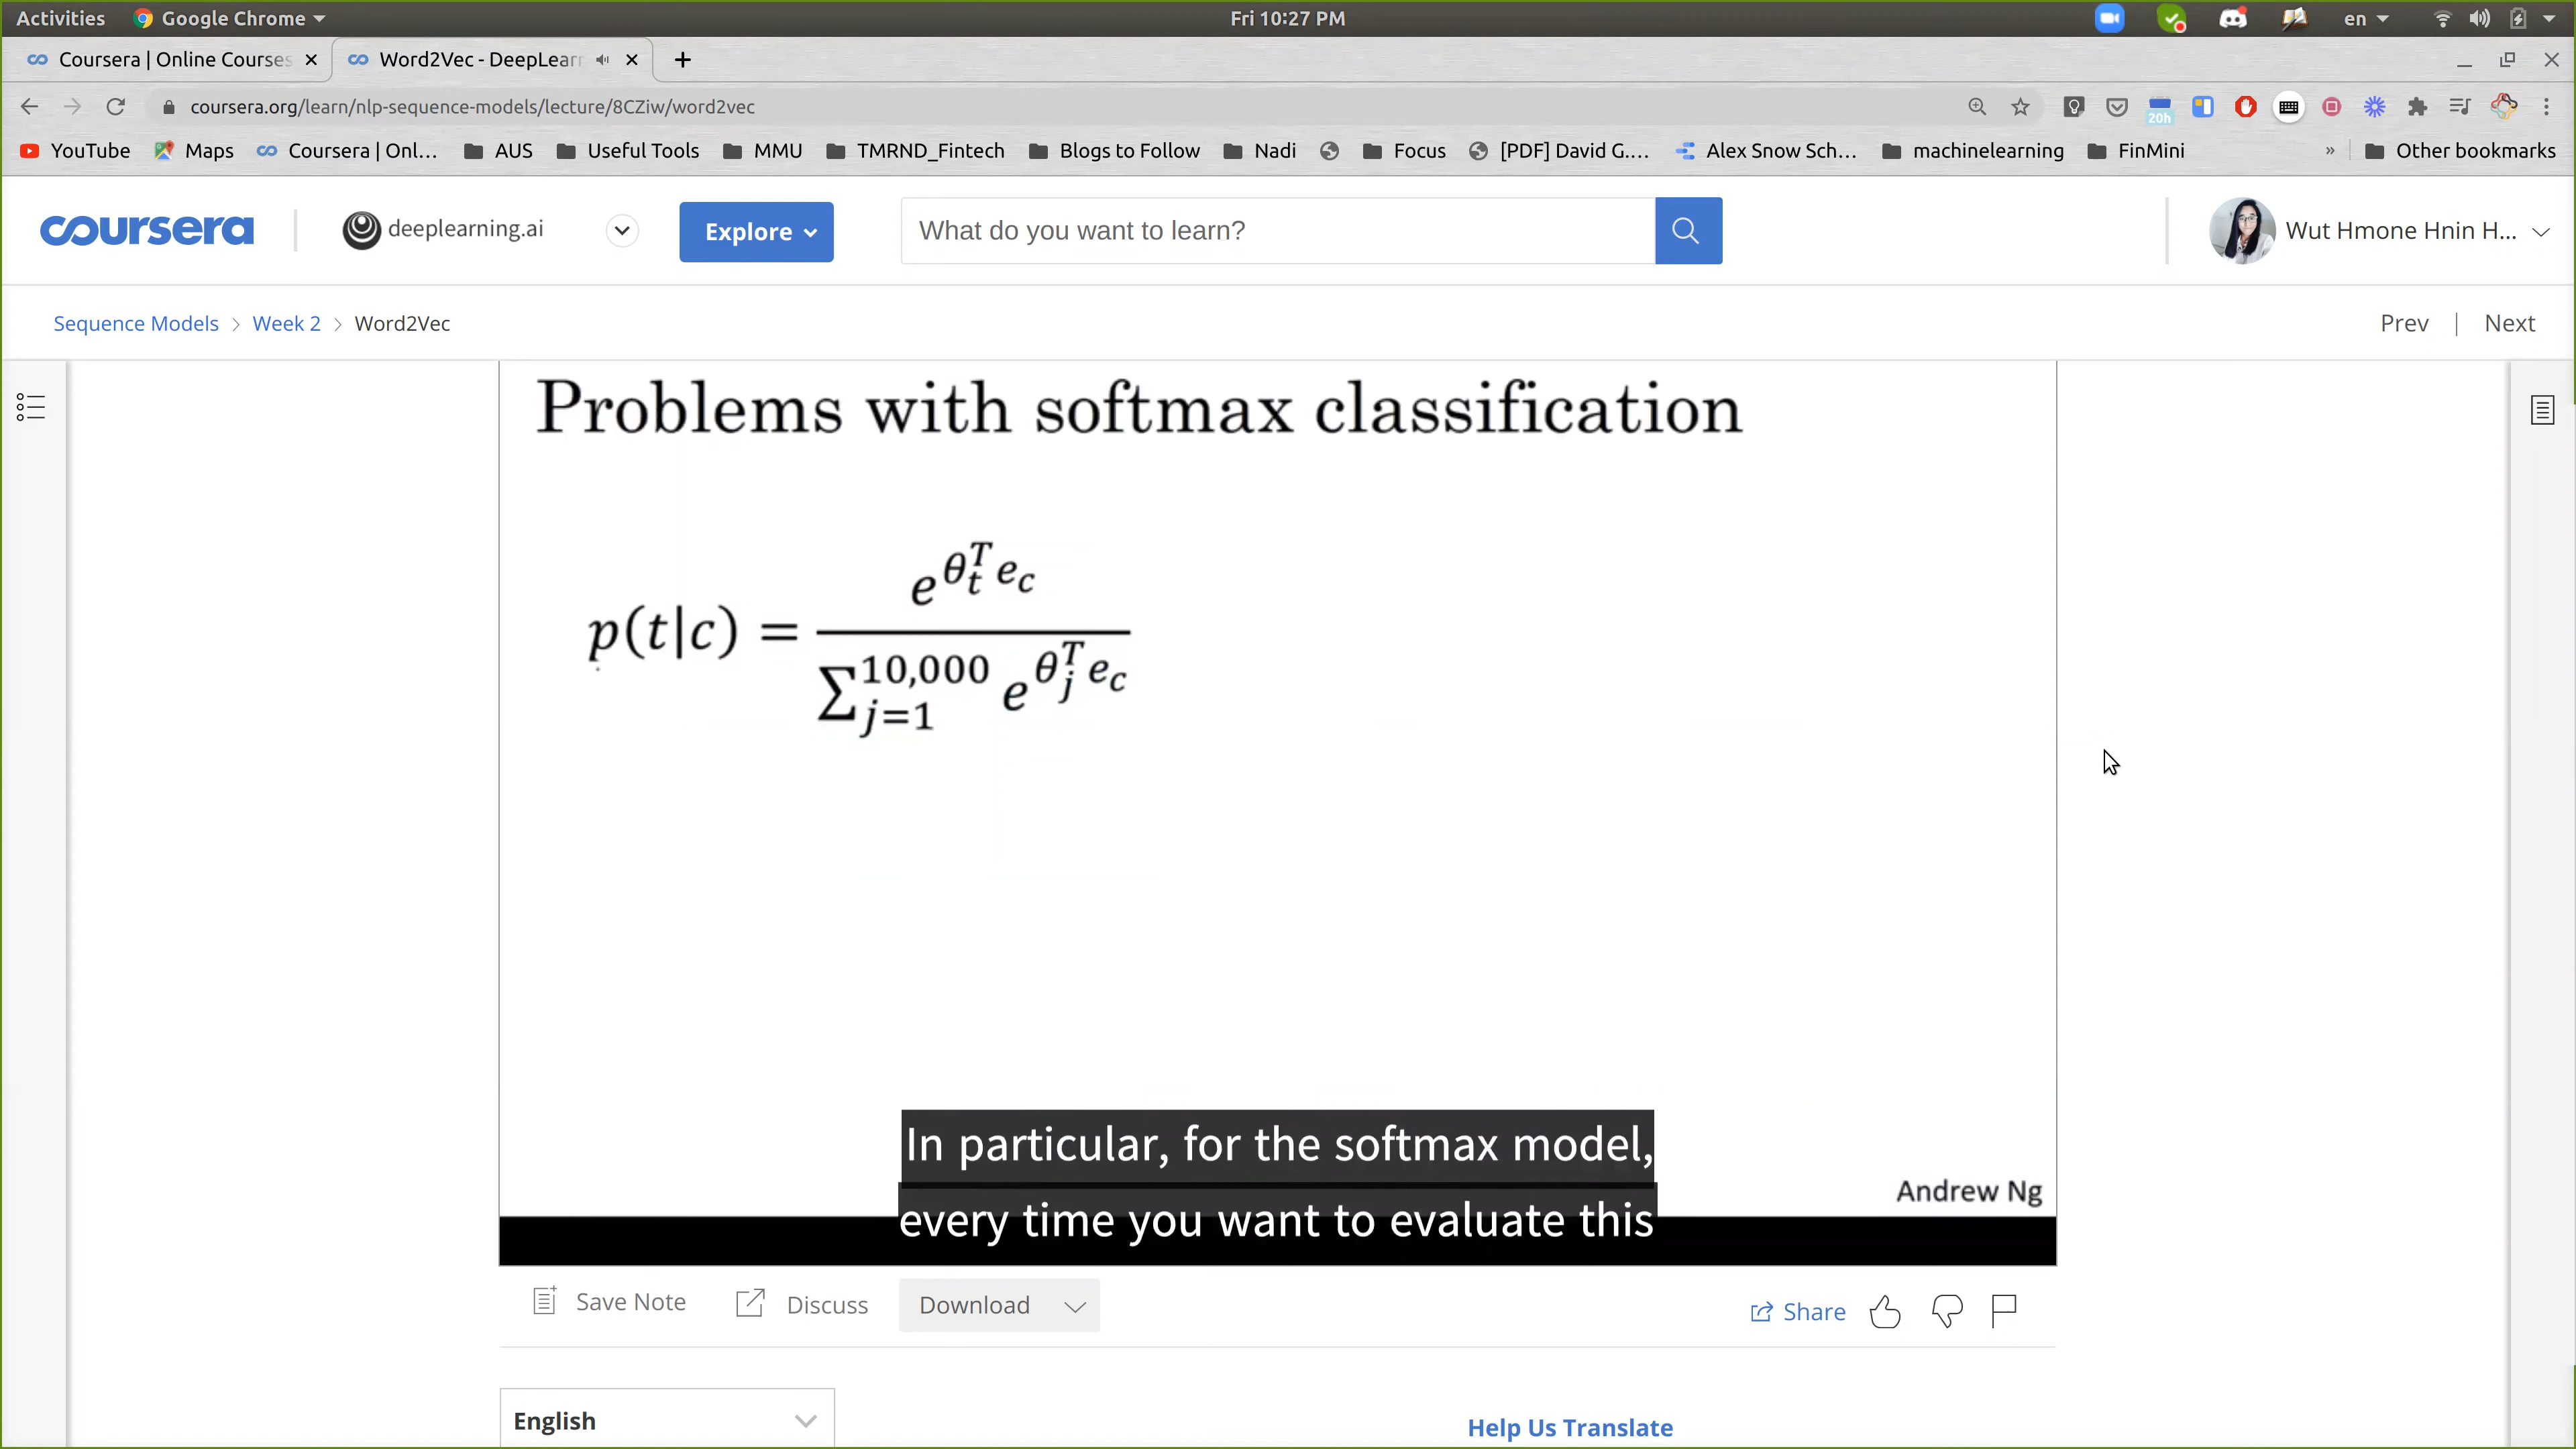 Activities Google Chrome Fri 10:27 PM en
Coursera | Online Courses Word2Vec - DeepLear
coursera.org/learn/nlp-sequence-models/lecture/8CZiw/word2vec
20h
YouTube Maps Coursera | Onl... AUS Useful Tools MMU TMRND_Fintech Blogs to Follow Nadi Focus [PDF] David G.... Alex Snow Sch... machinelearning FinMini » Other bookmarks
coursera deeplearning.ai Explore What do you want to learn? Wut Hmone Hnin H...
Sequence Models > Week 2 > Word2Vec Prev | Next
Problems with softmax classification
p(t|c) = e^{θ_t^T e_c} / ∑_{j=1}^{10,000} e^{θ_j^T e_c}
In particular, for the softmax model,
Andrew Ng
every time you want to evaluate this
Save Note Discuss Download Share
English
Help Us Translate